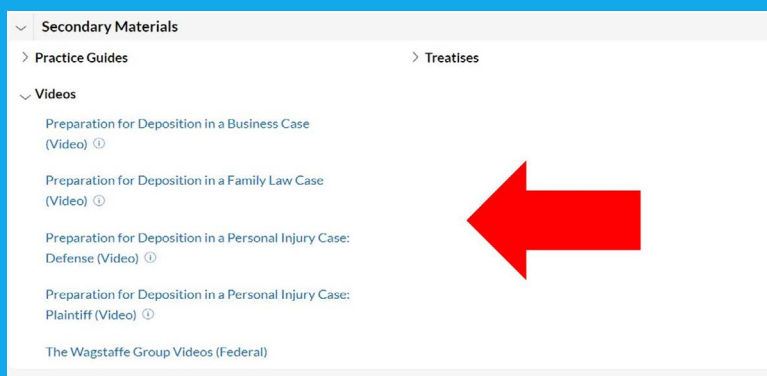 Secondary Materials
Practice Guides
Treatises
Videos
Preparation for Deposition in a Business Case
(Video)
Preparation for Deposition in a Family Law Case
(Video)
Preparation for Deposition in a Personal Injury Case:
Defense (Video)
Preparation for Deposition in a Personal Injury Case:
Plaintiff (Video)
The Wagstaffe Group Videos (Federal)